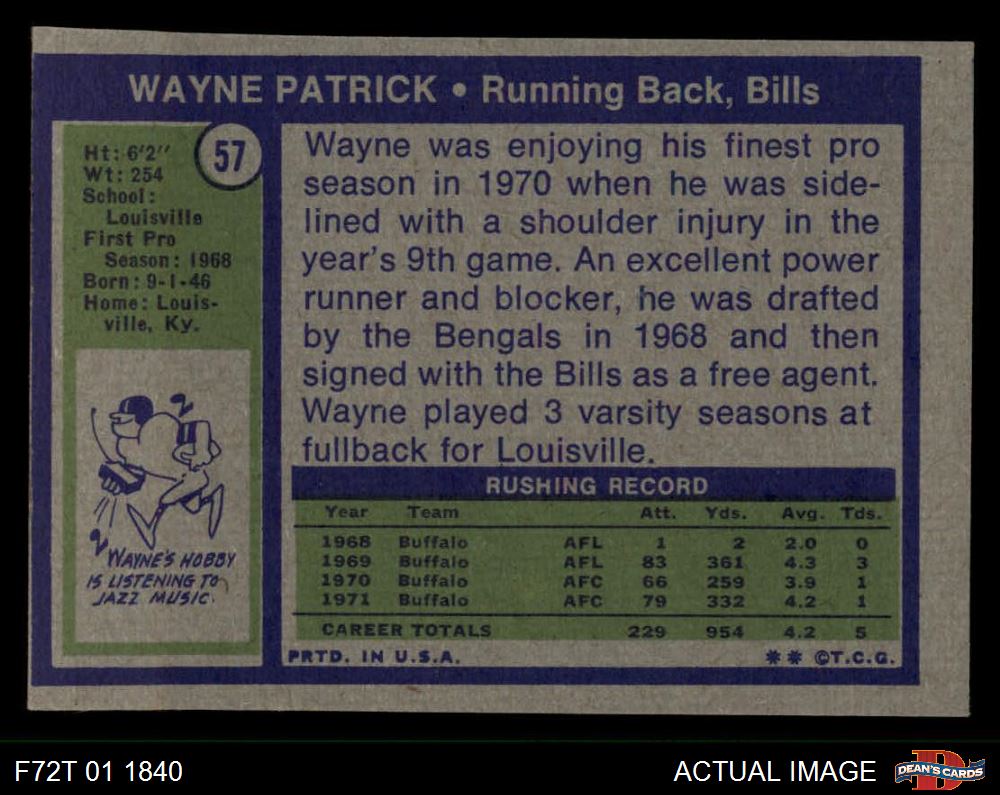 WAYNE PATRICK • Running Back, Bills
57
Ht: 6'2"
Wt: 254
School:
Louisville
First Pro
Season: 1968
Born: 9-1-46
Home: Louis-
ville, Ky.
WAYNE'S HOBBY
IS LISTENING TO
JAZZ MUSIC.
Wayne was enjoying his finest pro
season in 1970 when he was side-
lined with a shoulder injury in the
year's 9th game. An excellent power
runner and blocker, he was drafted
by the Bengals in 1968 and then
signed with the Bills as a free agent.
Wayne played 3 varsity seasons at
fullback for Louisville.
RUSHING RECORD
Year Team Att. Yds. Avg. Tds.
1968 Buffalo AFL 1 2 2.0 0
1969 Buffalo AFL 83 361 4.3 3
1970 Buffalo AFC 66 259 3.9 1
1971 Buffalo AFC 79 332 4.2 1
CAREER TOTALS 229 954 4.2 5
PRTD. IN U.S.A. ** ©T.C.G.
F72T 01 1840 ACTUAL IMAGE DEAN'S CARDS